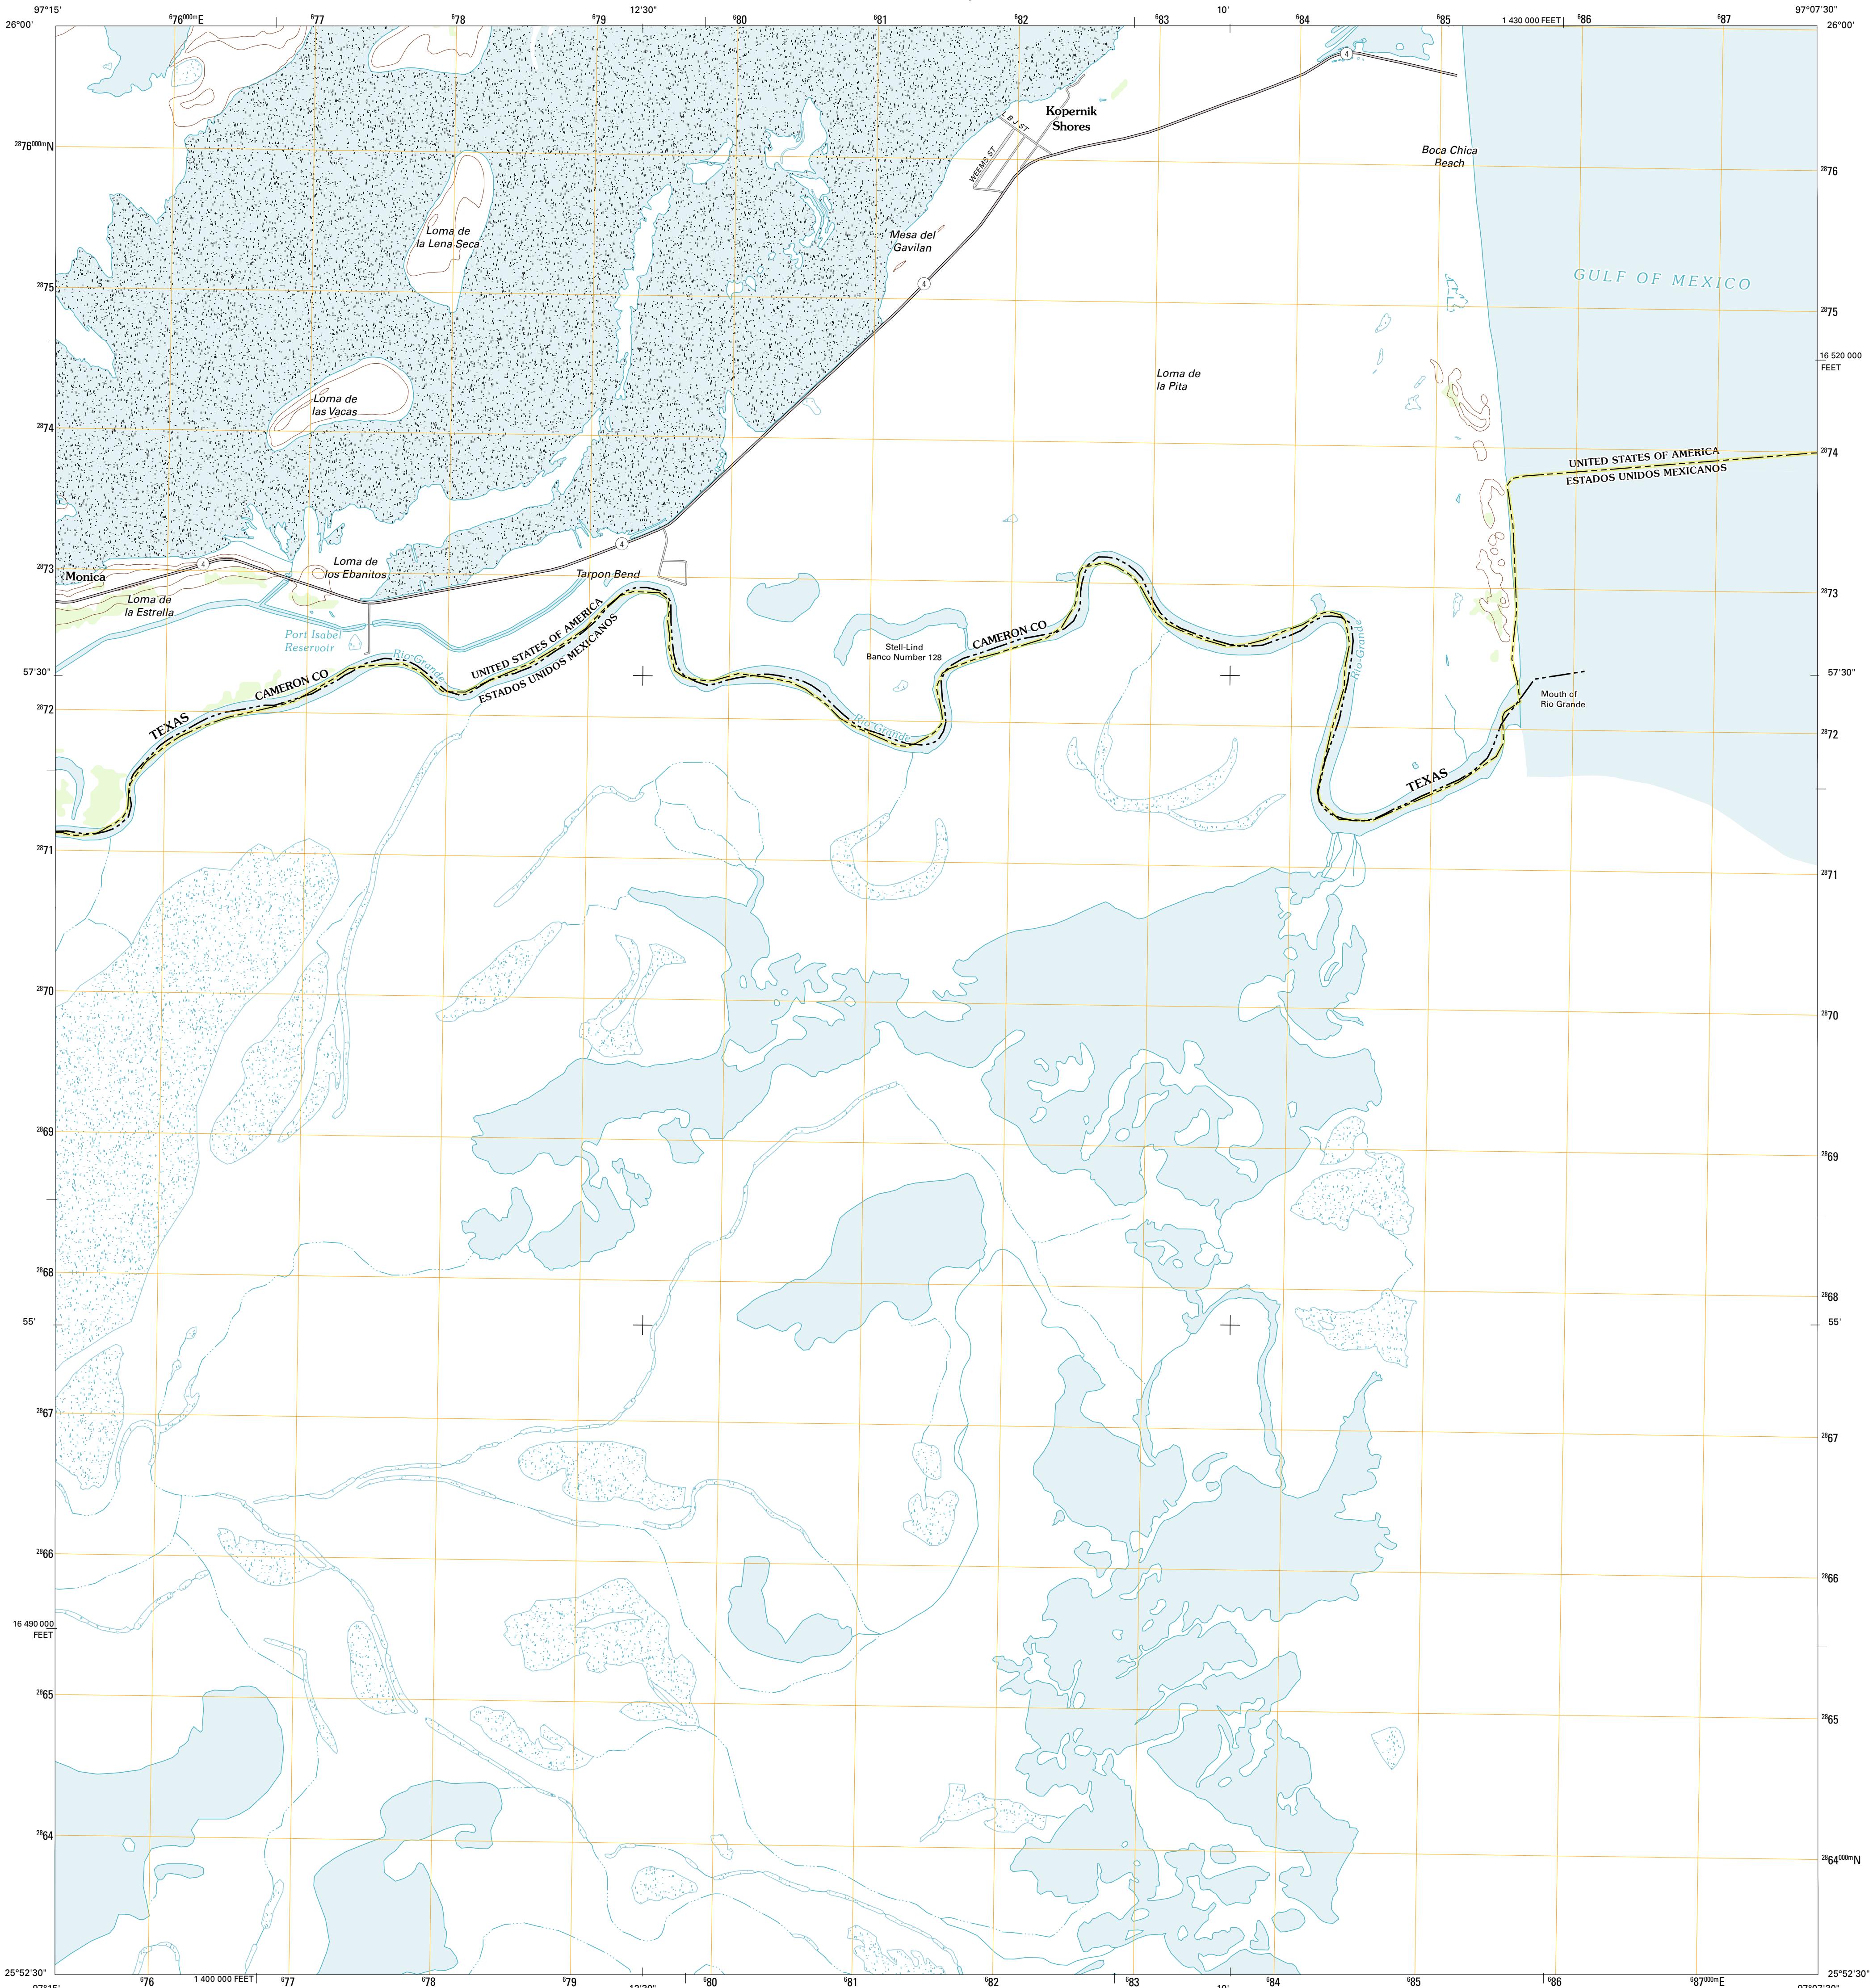 97°15'
⁶76⁰⁰⁰ᵐE
⁶77
⁶78
⁶79
12'30"
⁶80
⁶81
⁶82
⁶83
10'
⁶84
⁶85
1 430 000 FEET
⁶86
⁶87
97°07'30"
26°00'
26°00'
4
Kopernik
Shores
L B J ST
WEEMS ST
²⁸76⁰⁰⁰ᵐN
Boca Chica
Beach
²⁸76
Loma de
la Lena Seca
Mesa del
Gavilan
4
GULF OF MEXICO
²⁸75
²⁸75
16 520 000
FEET
Loma de
la Pita
Loma de
las Vacas
²⁸74
²⁸74
UNITED STATES OF AMERICA
ESTADOS UNIDOS MEXICANOS
4
4
Loma de
los Ebanitos
Tarpon Bend
²⁸73
Monica
²⁸73
Loma de
la Estrella
Port Isabel
Reservoir
UNITED STATES OF AMERICA
ESTADOS UNIDOS MEXICANOS
CAMERON CO
Stell-Lind
Banco Number 128
Rio Grande
Rio Grande
57'30"
57'30"
CAMERON CO
Mouth of
Rio Grande
²⁸72
TEXAS
Rio Grande
²⁸72
TEXAS
²⁸71
²⁸71
²⁸70
²⁸70
²⁸69
²⁸69
²⁸68
²⁸68
55'
55'
²⁸67
²⁸67
²⁸66
²⁸66
16 490 000
FEET
²⁸65
²⁸65
²⁸64
²⁸64⁰⁰⁰ᵐN
25°52'30"
25°52'30"
⁶76
1 400 000 FEET
⁶77
⁶78
⁶79
⁶80
⁶81
⁶82
⁶83
⁶84
⁶85
⁶86
⁶87⁰⁰⁰ᵐE